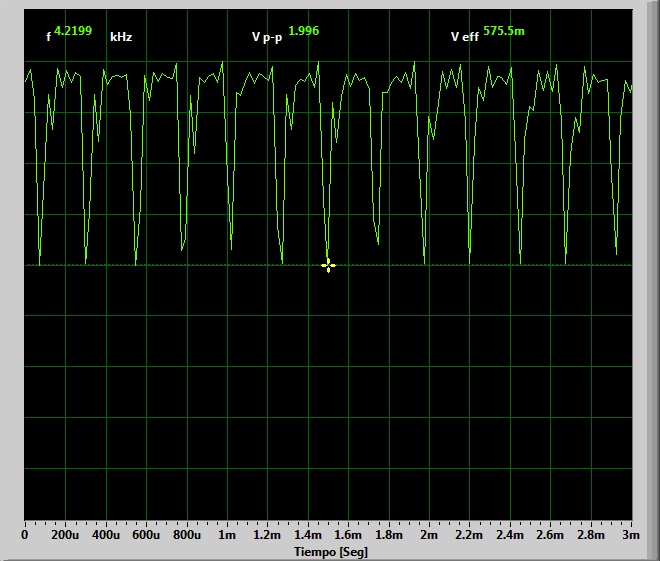 f 4.2199 kHz V p-p 1.996 V eff 575.5m
0 200u 400u 600u 800u 1m 1.2m 1.4m 1.6m 1.8m 2m 2.2m 2.4m 2.6m 2.8m 3m
Tiempo [Seg]